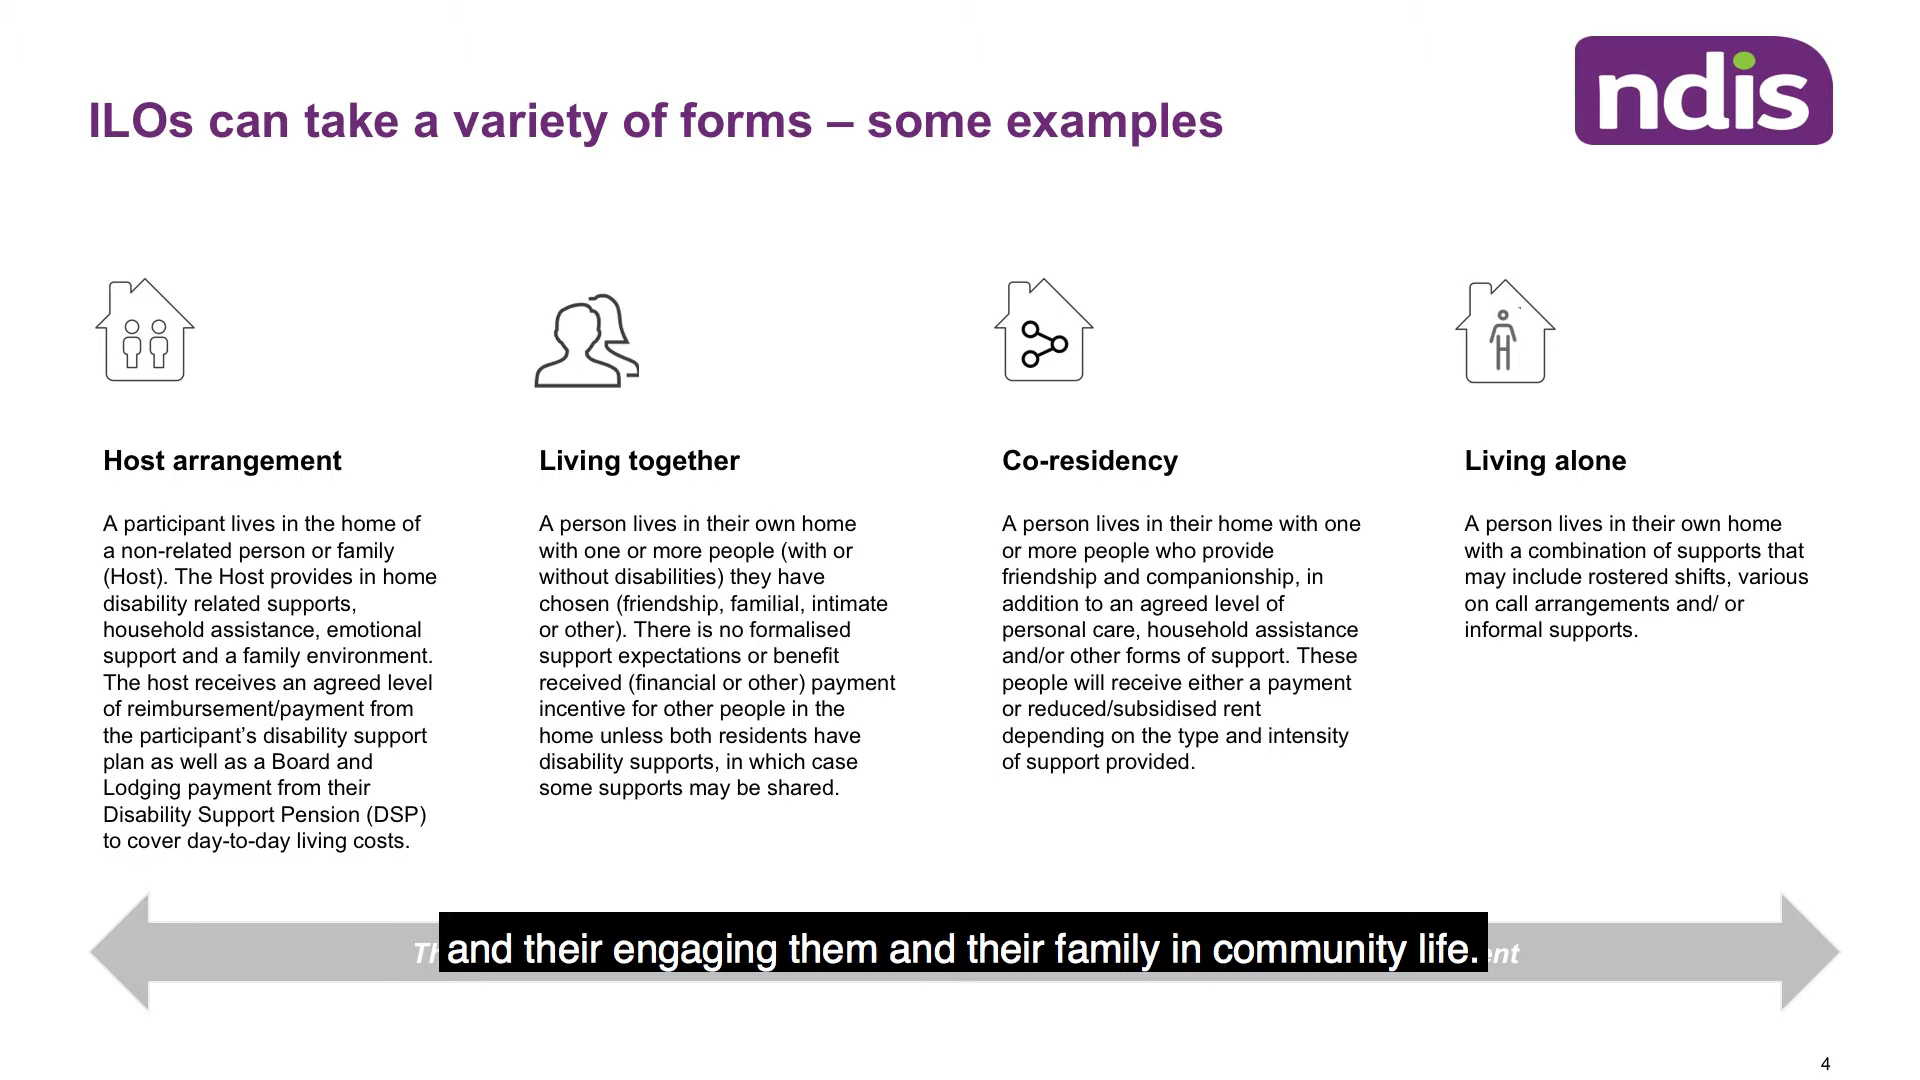 ndis
ILOs can take a variety of forms – some examples
Host arrangement
A participant lives in the home of
a non-related person or family
(Host). The Host provides in home
disability related supports,
household assistance, emotional
support and a family environment.
The host receives an agreed level
of reimbursement/payment from
the participant’s disability support
plan as well as a Board and
Lodging payment from their
Disability Support Pension (DSP)
to cover day-to-day living costs.
Living together
A person lives in their own home
with one or more people (with or
without disabilities) they have
chosen (friendship, familial, intimate
or other). There is no formalised
support expectations or benefit
received (financial or other) payment
incentive for other people in the
home unless both residents have
disability supports, in which case
some supports may be shared.
Co-residency
A person lives in their home with one
or more people who provide
friendship and companionship, in
addition to an agreed level of
personal care, household assistance
and/or other forms of support. These
people will receive either a payment
or reduced/subsidised rent
depending on the type and intensity
of support provided.
Living alone
A person lives in their own home
with a combination of supports that
may include rostered shifts, various
on call arrangements and/ or
informal supports.
and their engaging them and their family in community life.
4